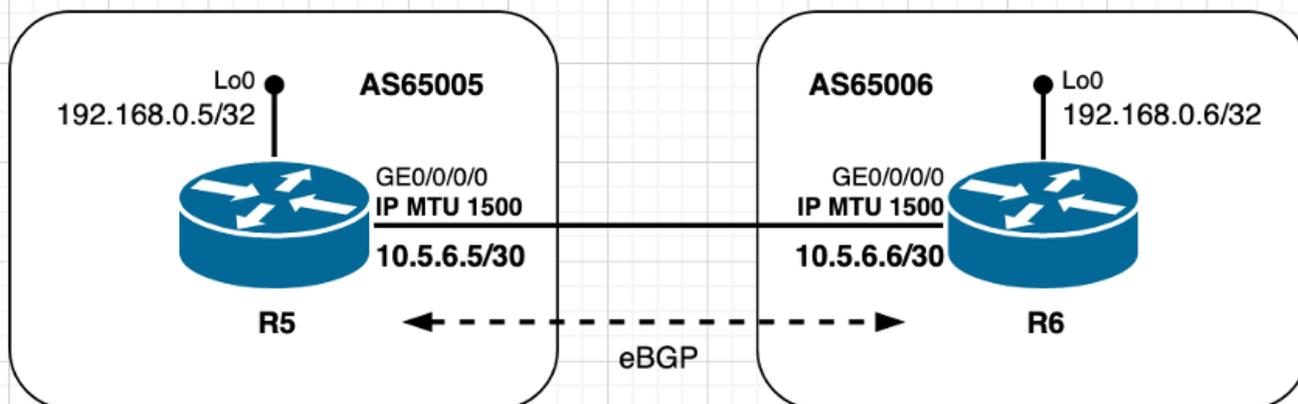 Lo0
192.168.0.5/32
AS65005
GE0/0/0/0
IP MTU 1500
10.5.6.5/30
R5
AS65006
Lo0
192.168.0.6/32
GE0/0/0/0
IP MTU 1500
10.5.6.6/30
R6
eBGP